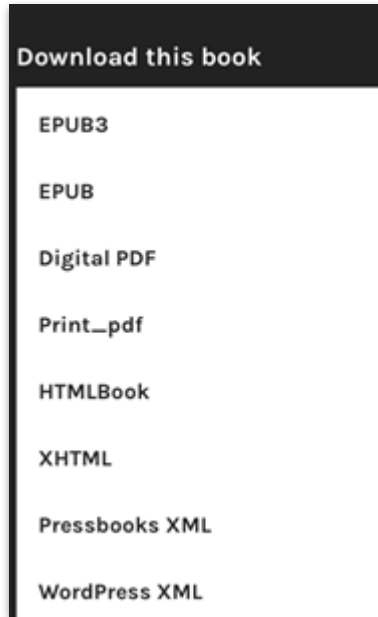 Download this book
EPUB3
EPUB
Digital PDF
Print_pdf
HTMLBook
XHTML
Pressbooks XML
WordPress XML